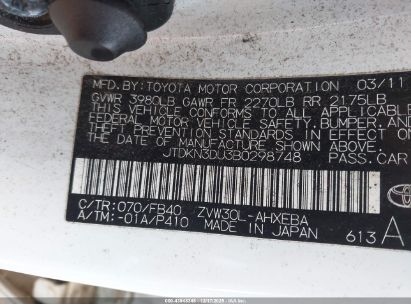 MFD.BY:TOYOTA MOTOR CORPORATION 03/11
GVWR 3980LB GAWR FR 2270LB RR 2175LB
THIS VEHICLE CONFORMS TO ALL APPLICABLE
FEDERAL MOTOR VEHICLE SAFETY, BUMPER, AND
THEFT PREVENTION STANDARDS IN EFFECT ON
THE DATE OF MANUFACTURE SHOWN ABOVE.
JTDKN3DU3B0298748 PASS.CAR
C/TR:070/FB40 ZVW30L-AHXEBA
A/TM:-01A/P410 MADE IN JAPAN 613 A
TOYOTA